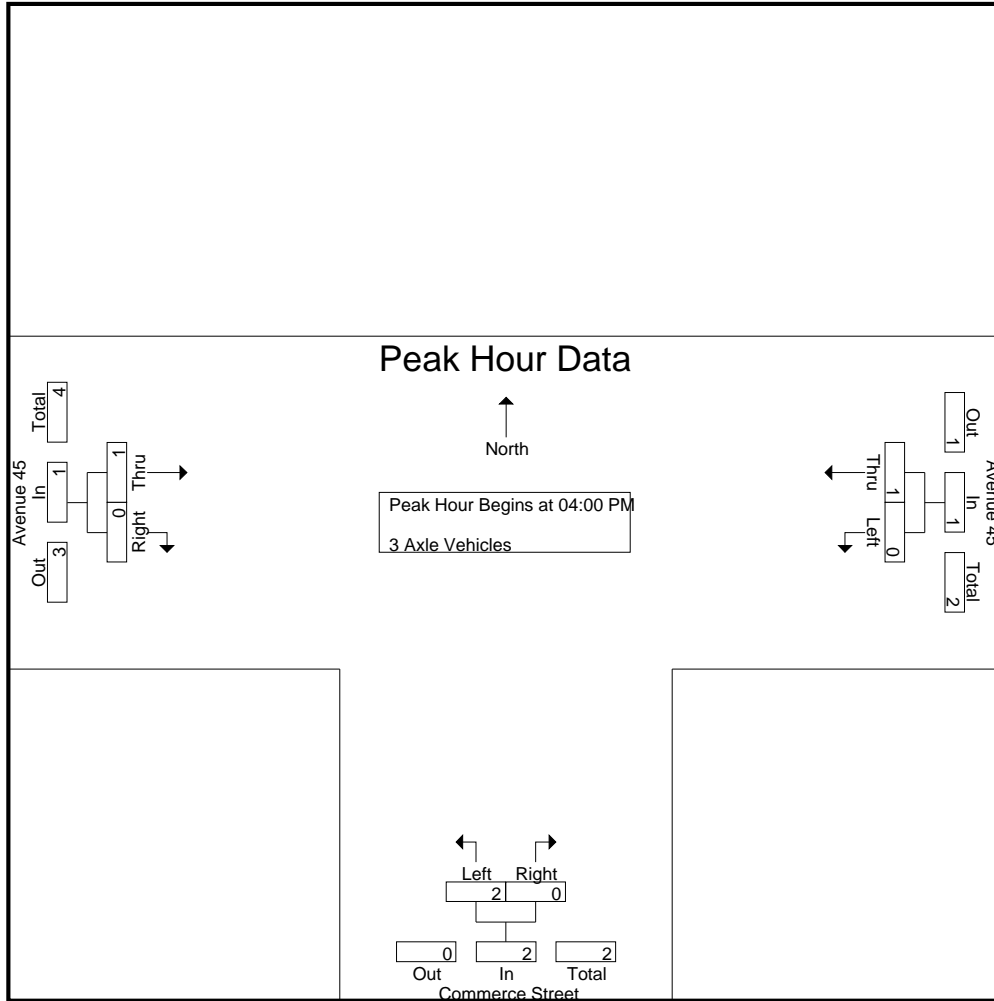 Peak Hour Data
North
Peak Hour Begins at 04:00 PM
3 Axle Vehicles
Avenue 45
Total
4
In
1
Out
3
Thru
1
Right
0
Avenue 45
Out
1
In
1
Total
2
Thru
1
Left
0
Left Right
2 0
0 2 2
Out In Total
Commerce Street